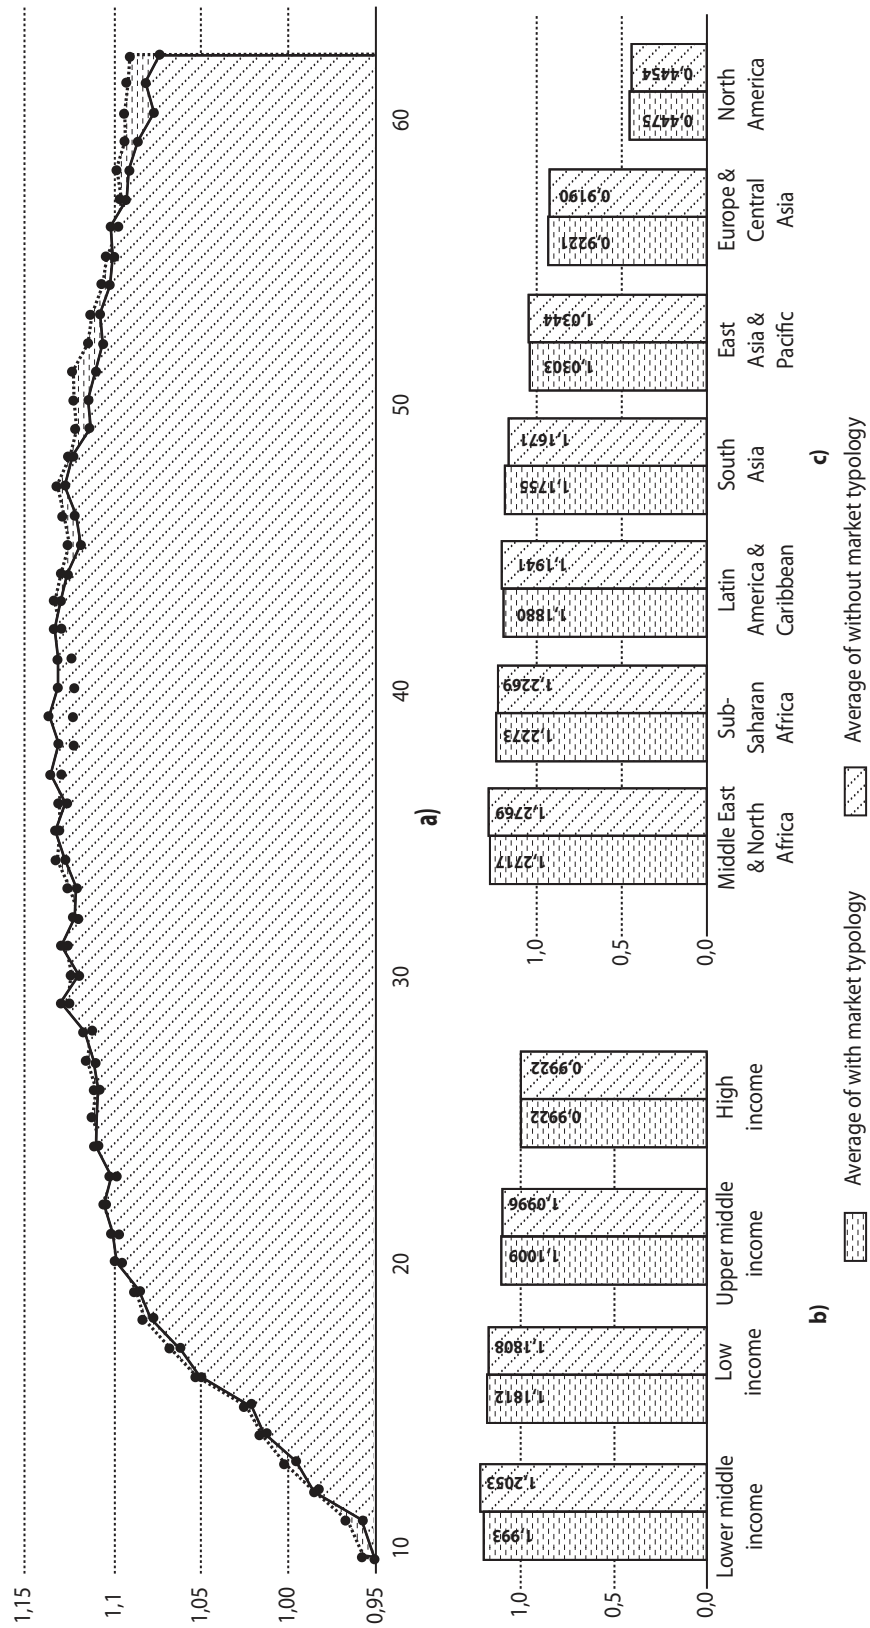 1,15
1,1
1,05
1,00
0,95
10
20
30
40
50
60
a)
1,0
0,5
0,0
1,993
1,2053
1,1812
1,1808
1,1009
1,0996
0,9922
0,9922
Lower middle
income
Low
income
Upper middle
income
High
income
b)
1,0
0,5
0,0
1,2717
1,2769
1,2273
1,2269
1,1880
1,1941
1,1755
1,1671
1,0303
1,0344
0,9221
0,9190
0,4475
0,4454
Middle East
& North
Africa
Sub-
Saharan
Africa
Latin
America &
Caribbean
South
Asia
East
Asia &
Pacific
Europe &
Central
Asia
North
America
c)
Average of with market typology
Average of without market typology